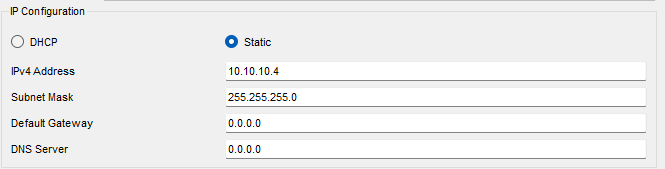 IP Configuration
DHCP Static
IPv4 Address 10.10.10.4
Subnet Mask 255.255.255.0
Default Gateway 0.0.0.0
DNS Server 0.0.0.0